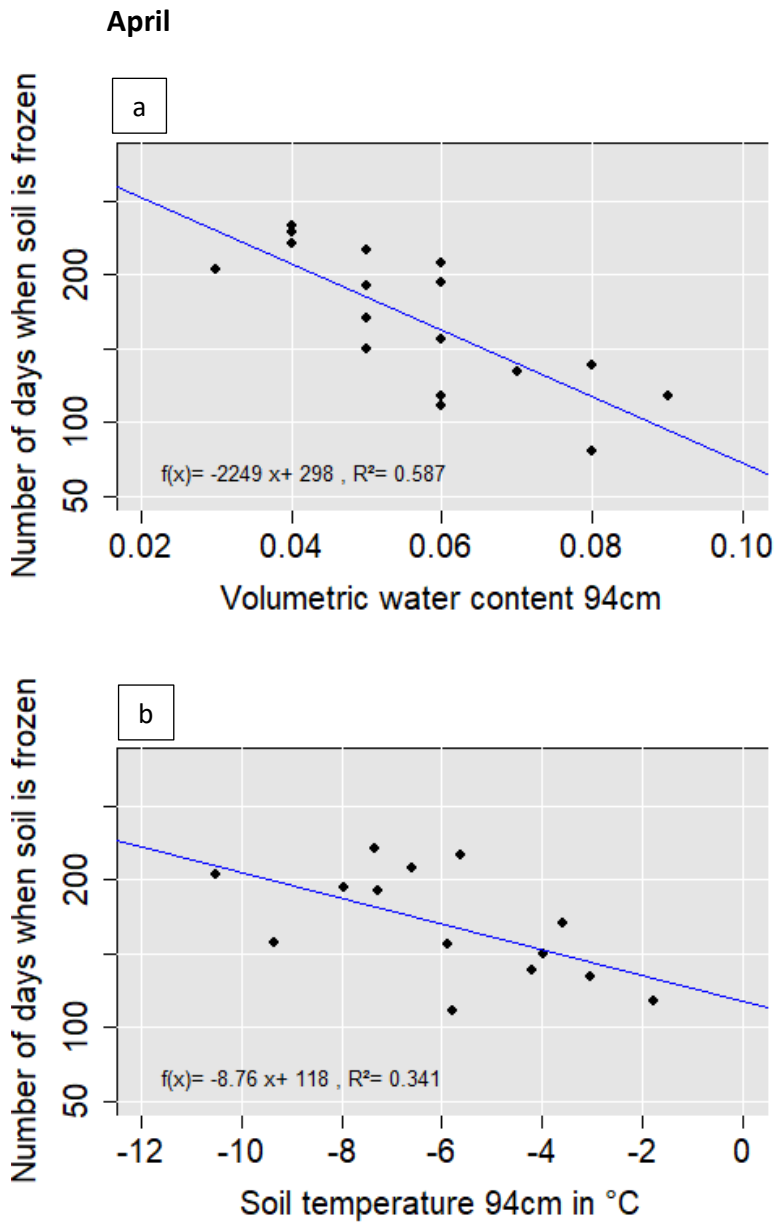 April
a
Number of days when soil is frozen
200
100
50
f(x)= -2249 x+ 298 , R²= 0.587
0.02 0.04 0.06 0.08 0.10
Volumetric water content 94cm
b
Number of days when soil is frozen
200
100
50
f(x)= -8.76 x+ 118 , R²= 0.341
-12 -10 -8 -6 -4 -2 0
Soil temperature 94cm in °C